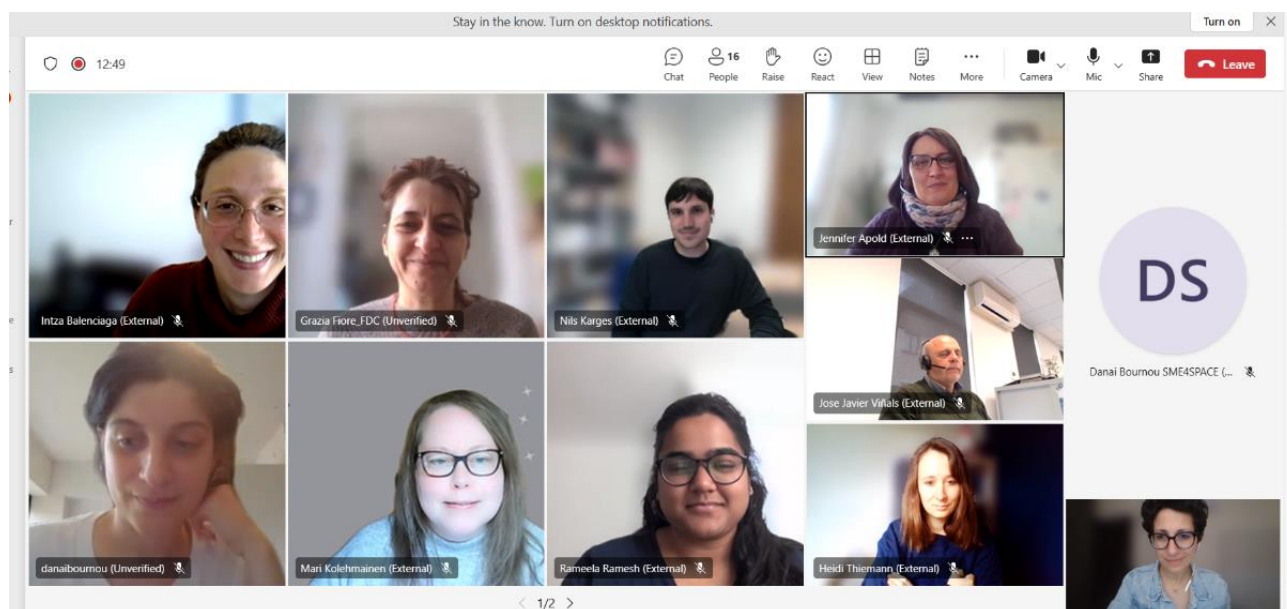 Stay in the know. Turn on desktop notifications.
Turn on
12:49
16
Chat
People
Raise
React
View
Notes
More
Camera
Mic
Share
Leave
Intza Balenciaga (External)
Grazia Fiore_FDC (Unverified)
Nils Karges (External)
Jennifer Apold (External)
Jose Javier Viñals (External)
DS
Danai Bournou SME4SPACE (...
danaibournou (Unverified)
Mari Kolehmainen (External)
Rameela Ramesh (External)
Heidi Thiemann (External)
1/2